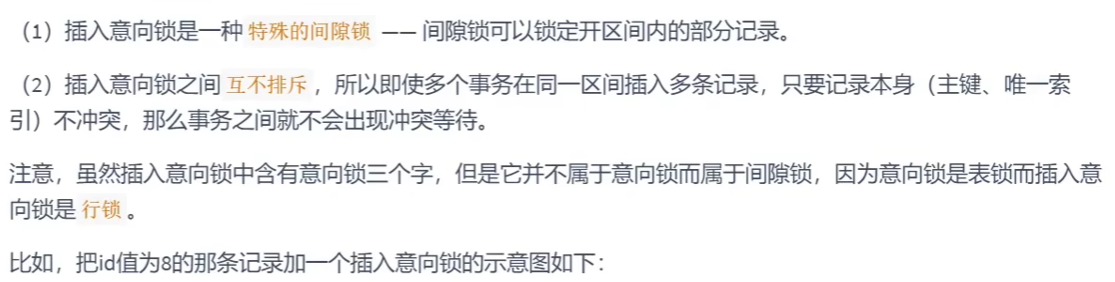 （1）插入意向锁是一种 特殊的间隙锁 —— 间隙锁可以锁定开区间内的部分记录。
（2）插入意向锁之间 互不排斥 ，所以即使多个事务在同一区间插入多条记录，只要记录本身（主键、唯一索
引）不冲突，那么事务之间就不会出现冲突等待。
注意，虽然插入意向锁中含有意向锁三个字，但是它并不属于意向锁而属于间隙锁，因为意向锁是表锁而插入意
向锁是 行锁 。
比如，把id值为8的那条记录加一个插入意向锁的示意图如下：